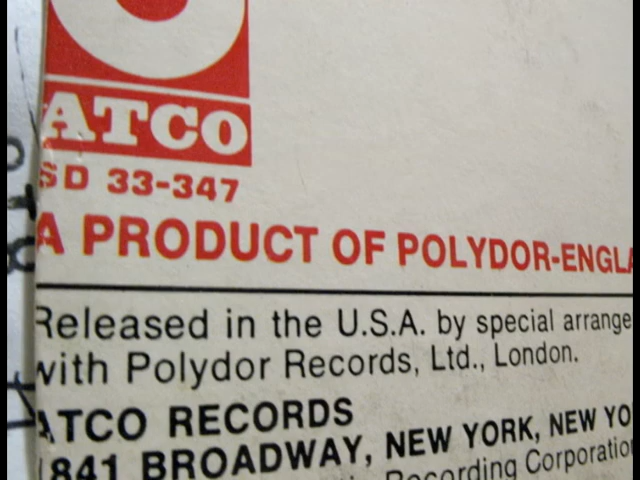 ATCO
SD 33-347
A PRODUCT OF POLYDOR-ENGLA
Released in the U.S.A. by special arrange
with Polydor Records, Ltd., London.
ATCO RECORDS
1841 BROADWAY, NEW YORK, NEW YO
Recording Corporation